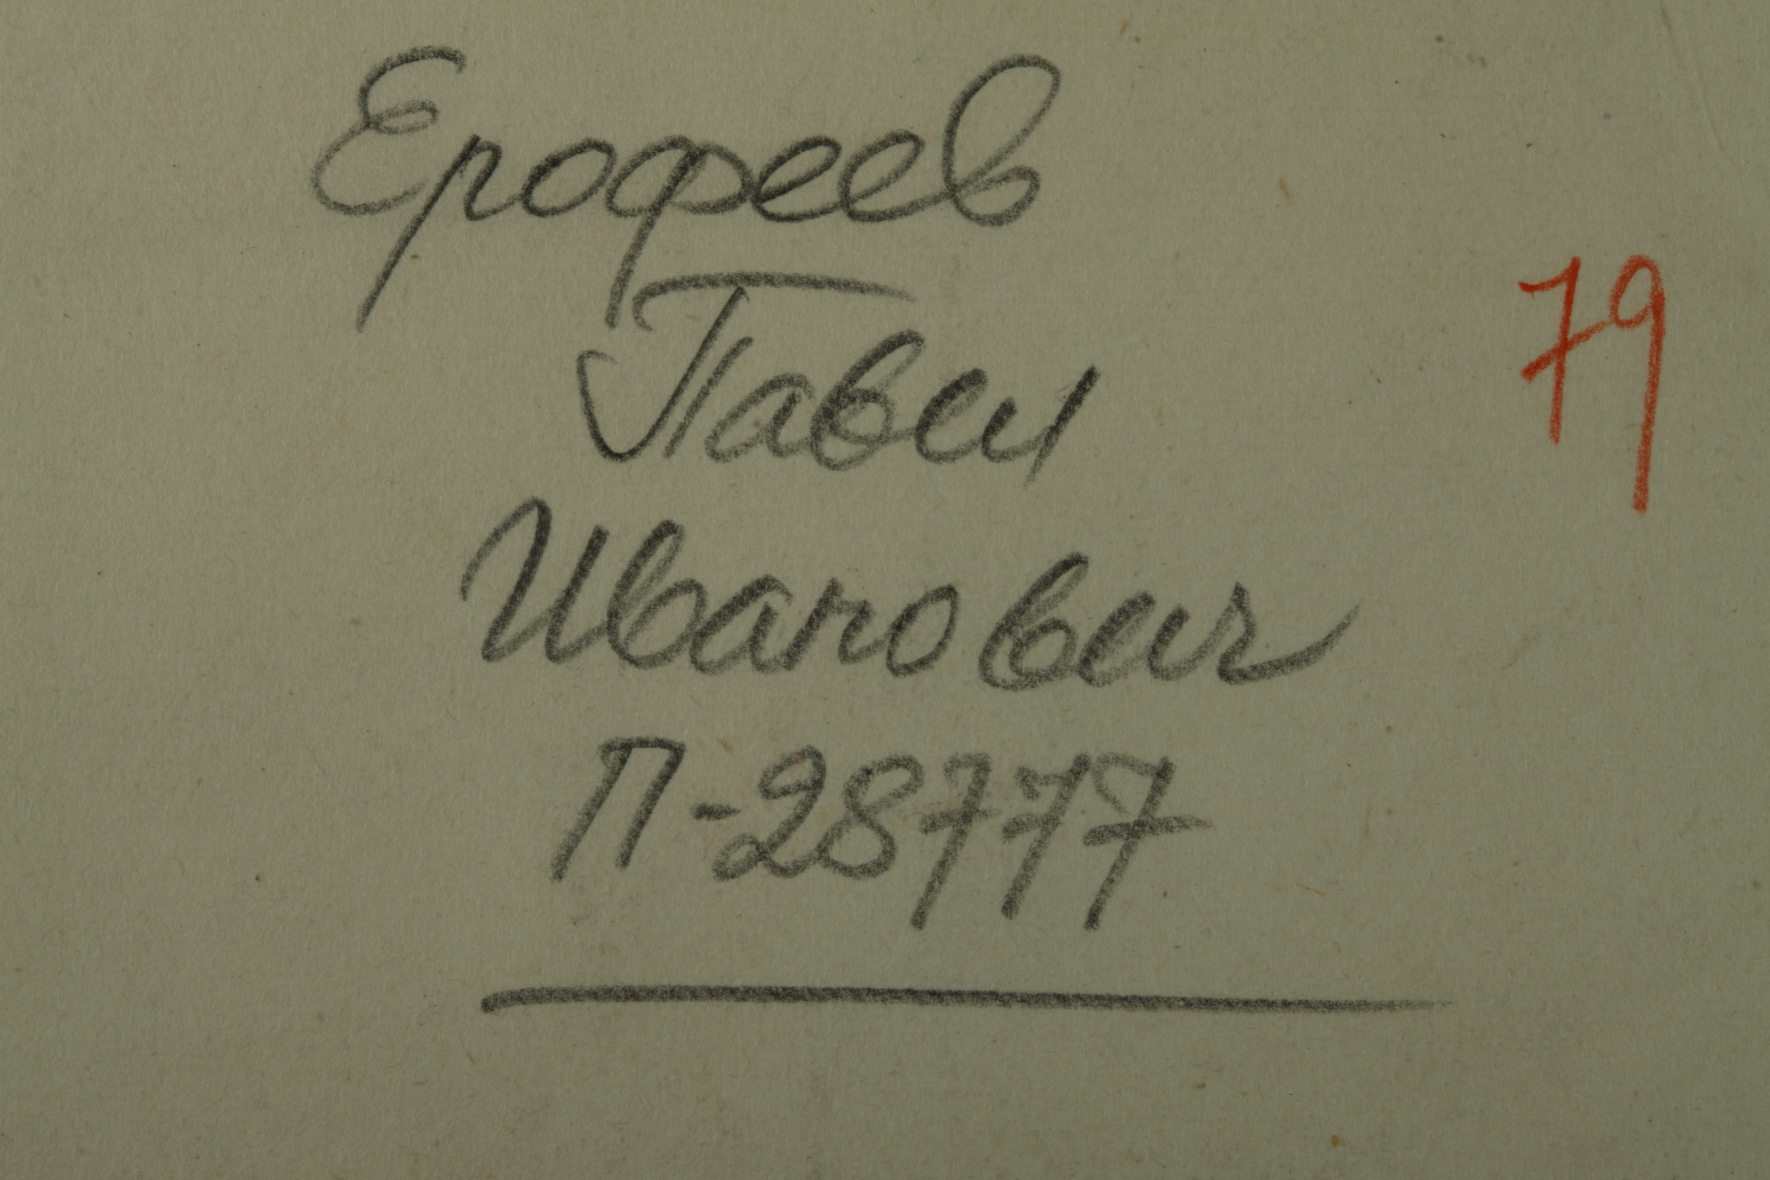 Ерофеев
79
Павел
Иванович
П-28777